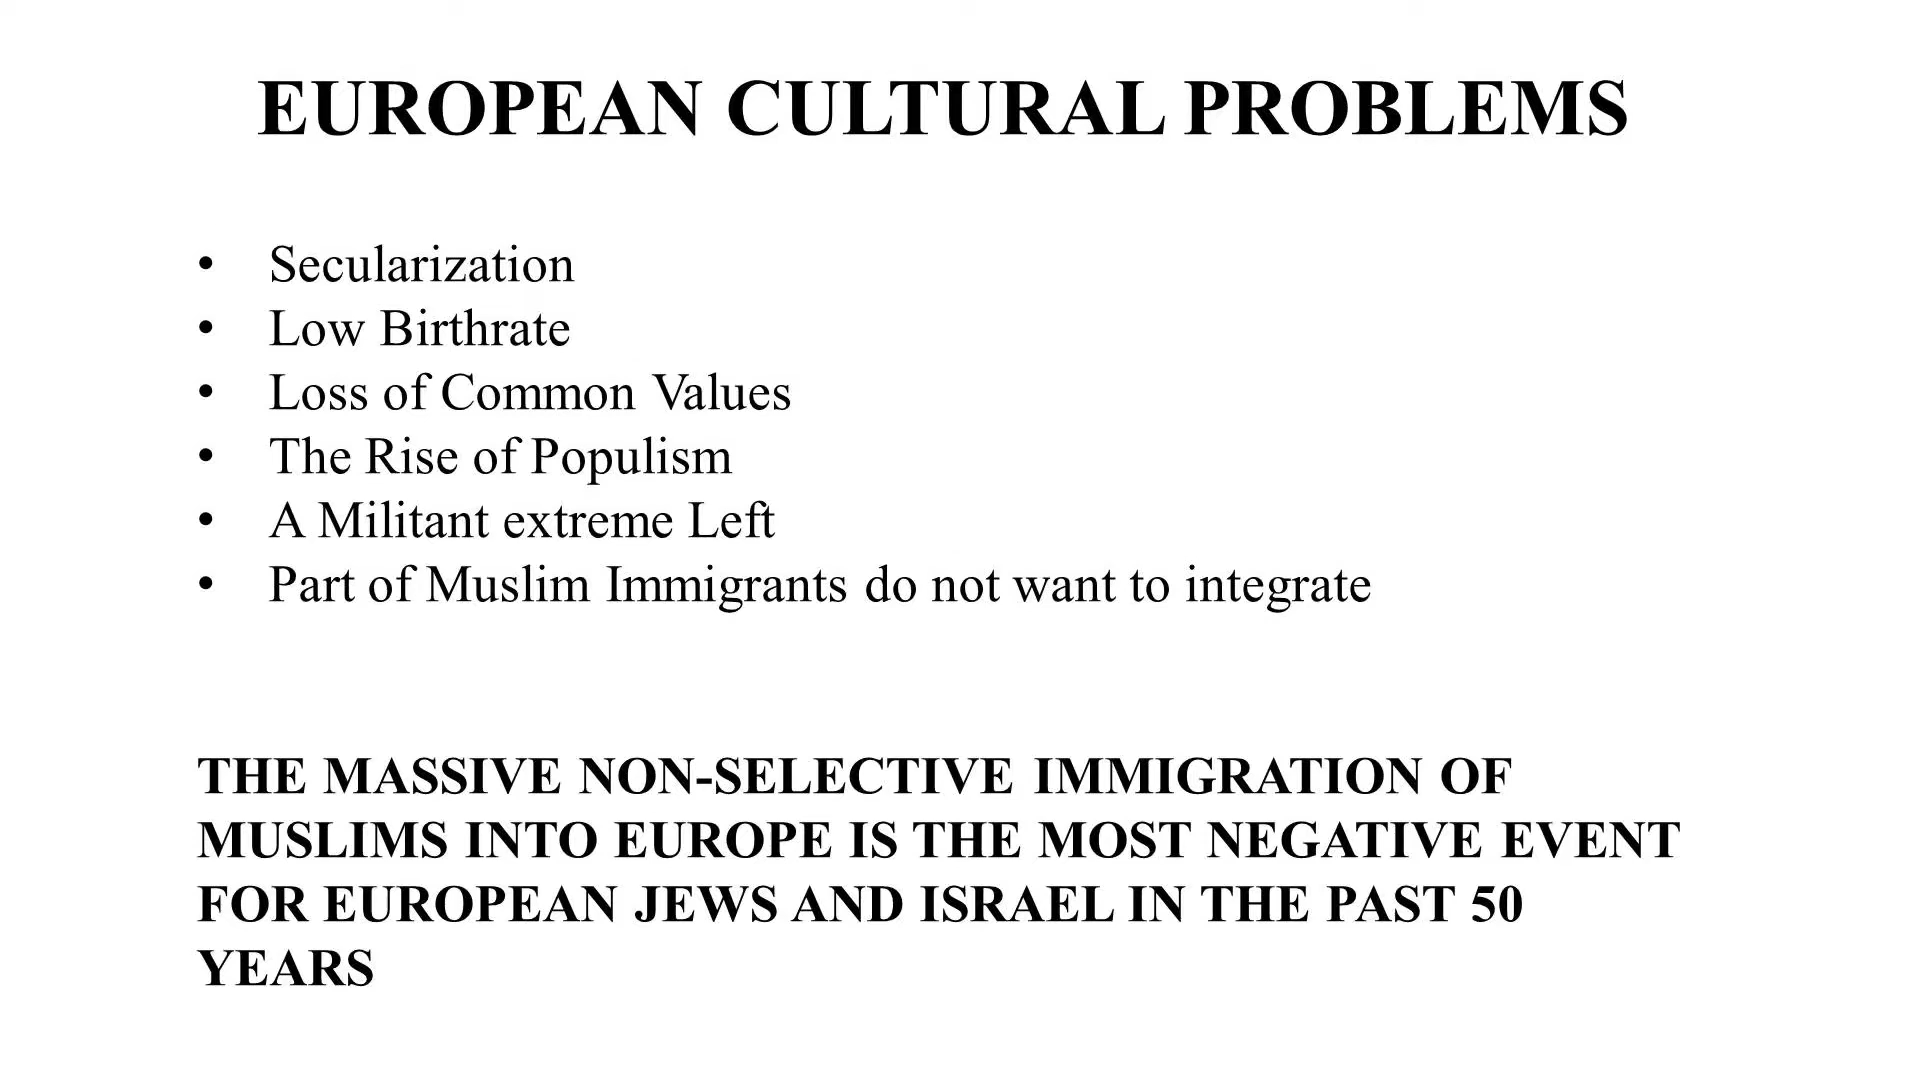 EUROPEAN CULTURAL PROBLEMS
• Secularization
• Low Birthrate
• Loss of Common Values
• The Rise of Populism
• A Militant extreme Left
• Part of Muslim Immigrants do not want to integrate
THE MASSIVE NON-SELECTIVE IMMIGRATION OF
MUSLIMS INTO EUROPE IS THE MOST NEGATIVE EVENT
FOR EUROPEAN JEWS AND ISRAEL IN THE PAST 50
YEARS